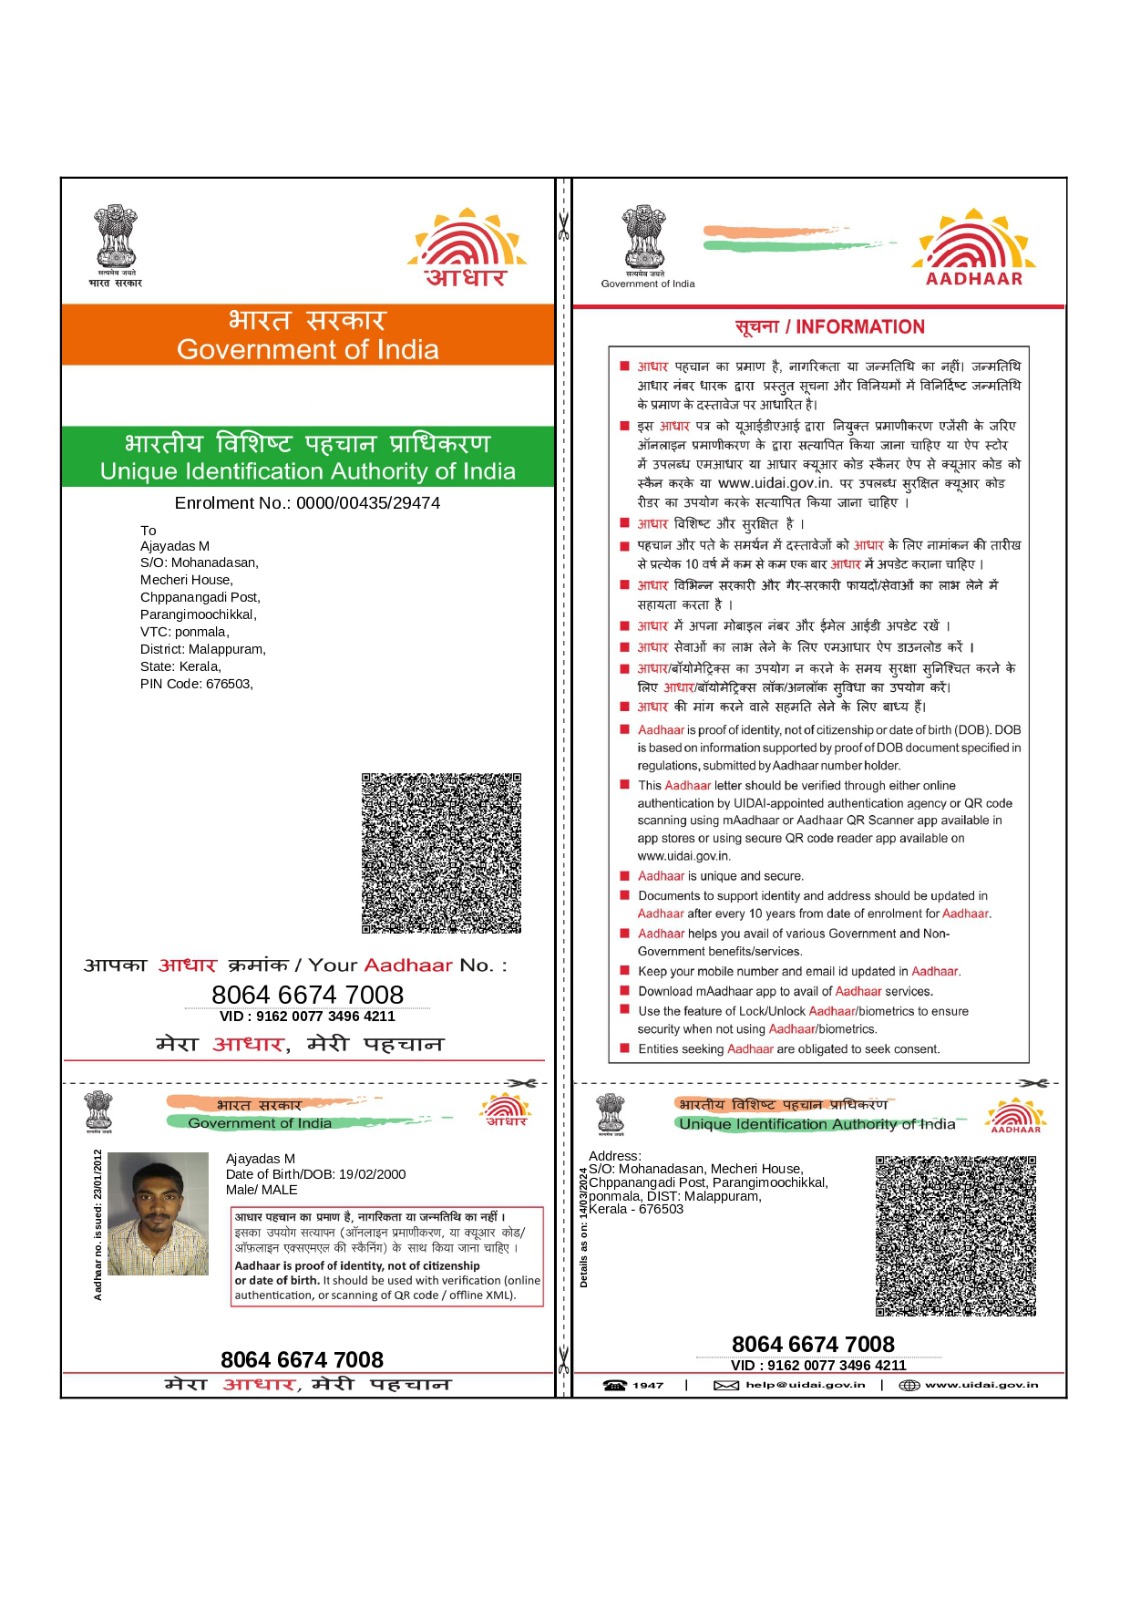 सत्यमेव जयते
भारत सरकार
आधार
भारत सरकार
Government of India
भारतीय विशिष्ट पहचान प्राधिकरण
Unique Identification Authority of India
Enrolment No.: 0000/00435/29474
To
Ajayadas M
S/O: Mohanadasan,
Mecheri House,
Chppanangadi Post,
Parangimoochikkal,
VTC: ponmala,
District: Malappuram,
State: Kerala,
PIN Code: 676503,
आपका आधार क्रमांक / Your Aadhaar No. :
8064 6674 7008
VID : 9162 0077 3496 4211
मेरा आधार, मेरी पहचान
सत्यमेव जयते
Government of India
AADHAAR
सूचना / INFORMATION
■ आधार पहचान का प्रमाण है, नागरिकता या जन्मतिथि का नहीं। जन्मतिथि
आधार नंबर धारक द्वारा प्रस्तुत सूचना और विनियमों में विनिर्दिष्ट जन्मतिथि
के प्रमाण के दस्तावेज पर आधारित है।
■ इस आधार पत्र को यूआईडीएआई द्वारा नियुक्त प्रमाणीकरण एजेंसी के जरिए
ऑनलाइन प्रमाणीकरण के द्वारा सत्यापित किया जाना चाहिए या ऐप स्टोर
में उपलब्ध एमआधार या आधार क्यूआर कोड स्कैनर ऐप से क्यूआर कोड को
स्कैन करके या www.uidai.gov.in. पर उपलब्ध सुरक्षित क्यूआर कोड
रीडर का उपयोग करके सत्यापित किया जाना चाहिए ।
■ आधार विशिष्ट और सुरक्षित है ।
■ पहचान और पते के समर्थन में दस्तावेजों को आधार के लिए नामांकन की तारीख
से प्रत्येक 10 वर्ष में कम से कम एक बार आधार में अपडेट कराना चाहिए ।
■ आधार विभिन्न सरकारी और गैर-सरकारी फायदों/सेवाओं का लाभ लेने में
सहायता करता है ।
■ आधार में अपना मोबाइल नंबर और ईमेल आईडी अपडेट रखें ।
■ आधार सेवाओं का लाभ लेने के लिए एमआधार ऐप डाउनलोड करें ।
■ आधार/बॉयोमेट्रिक्स का उपयोग न करने के समय सुरक्षा सुनिश्चित करने के
लिए आधार/बॉयोमेट्रिक्स लॉक/अनलॉक सुविधा का उपयोग करें।
■ आधार की मांग करने वाले सहमति लेने के लिए बाध्य हैं।
■ Aadhaar is proof of identity, not of citizenship or date of birth (DOB). DOB
is based on information supported by proof of DOB document specified in
regulations, submitted by Aadhaar number holder.
■ This Aadhaar letter should be verified through either online
authentication by UIDAI-appointed authentication agency or QR code
scanning using mAadhaar or Aadhaar QR Scanner app available in
app stores or using secure QR code reader app available on
www.uidai.gov.in.
■ Aadhaar is unique and secure.
■ Documents to support identity and address should be updated in
Aadhaar after every 10 years from date of enrolment for Aadhaar.
■ Aadhaar helps you avail of various Government and Non-
Government benefits/services.
■ Keep your mobile number and email id updated in Aadhaar.
■ Download mAadhaar app to avail of Aadhaar services.
■ Use the feature of Lock/Unlock Aadhaar/biometrics to ensure
security when not using Aadhaar/biometrics.
■ Entities seeking Aadhaar are obligated to seek consent.
भारत सरकार
Government of India
आधार
Aadhaar no. issued: 23/01/2012
Ajayadas M
Date of Birth/DOB: 19/02/2000
Male/ MALE
आधार पहचान का प्रमाण है, नागरिकता या जन्मतिथि का नहीं ।
इसका उपयोग सत्यापन (ऑनलाइन प्रमाणीकरण, या क्यूआर कोड/
ऑफलाइन एक्सएमएल की स्कैनिंग) के साथ किया जाना चाहिए ।
Aadhaar is proof of identity, not of citizenship
or date of birth. It should be used with verification (online
authentication, or scanning of QR code / offline XML).
8064 6674 7008
मेरा आधार, मेरी पहचान
भारतीय विशिष्ट पहचान प्राधिकरण
Unique Identification Authority of India
AADHAAR
Details as on: 14/03/2024
Address:
S/O: Mohanadasan, Mecheri House,
Chppanangadi Post, Parangimoochikkal,
ponmala, DIST: Malappuram,
Kerala - 676503
8064 6674 7008
VID : 9162 0077 3496 4211
1947 | help@uidai.gov.in | www.uidai.gov.in